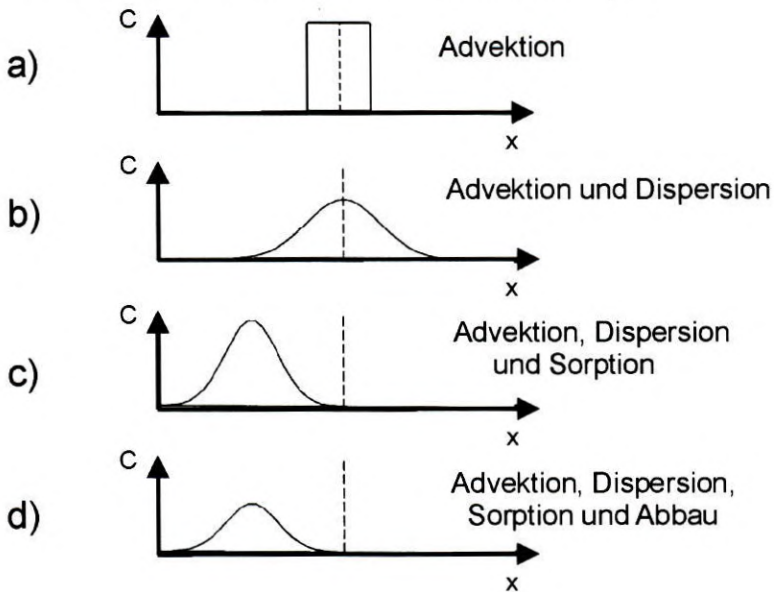 C
a)
Advektion
x
C
b)
Advektion und Dispersion
x
C
c)
Advektion, Dispersion
und Sorption
x
C
d)
Advektion, Dispersion,
Sorption und Abbau
x